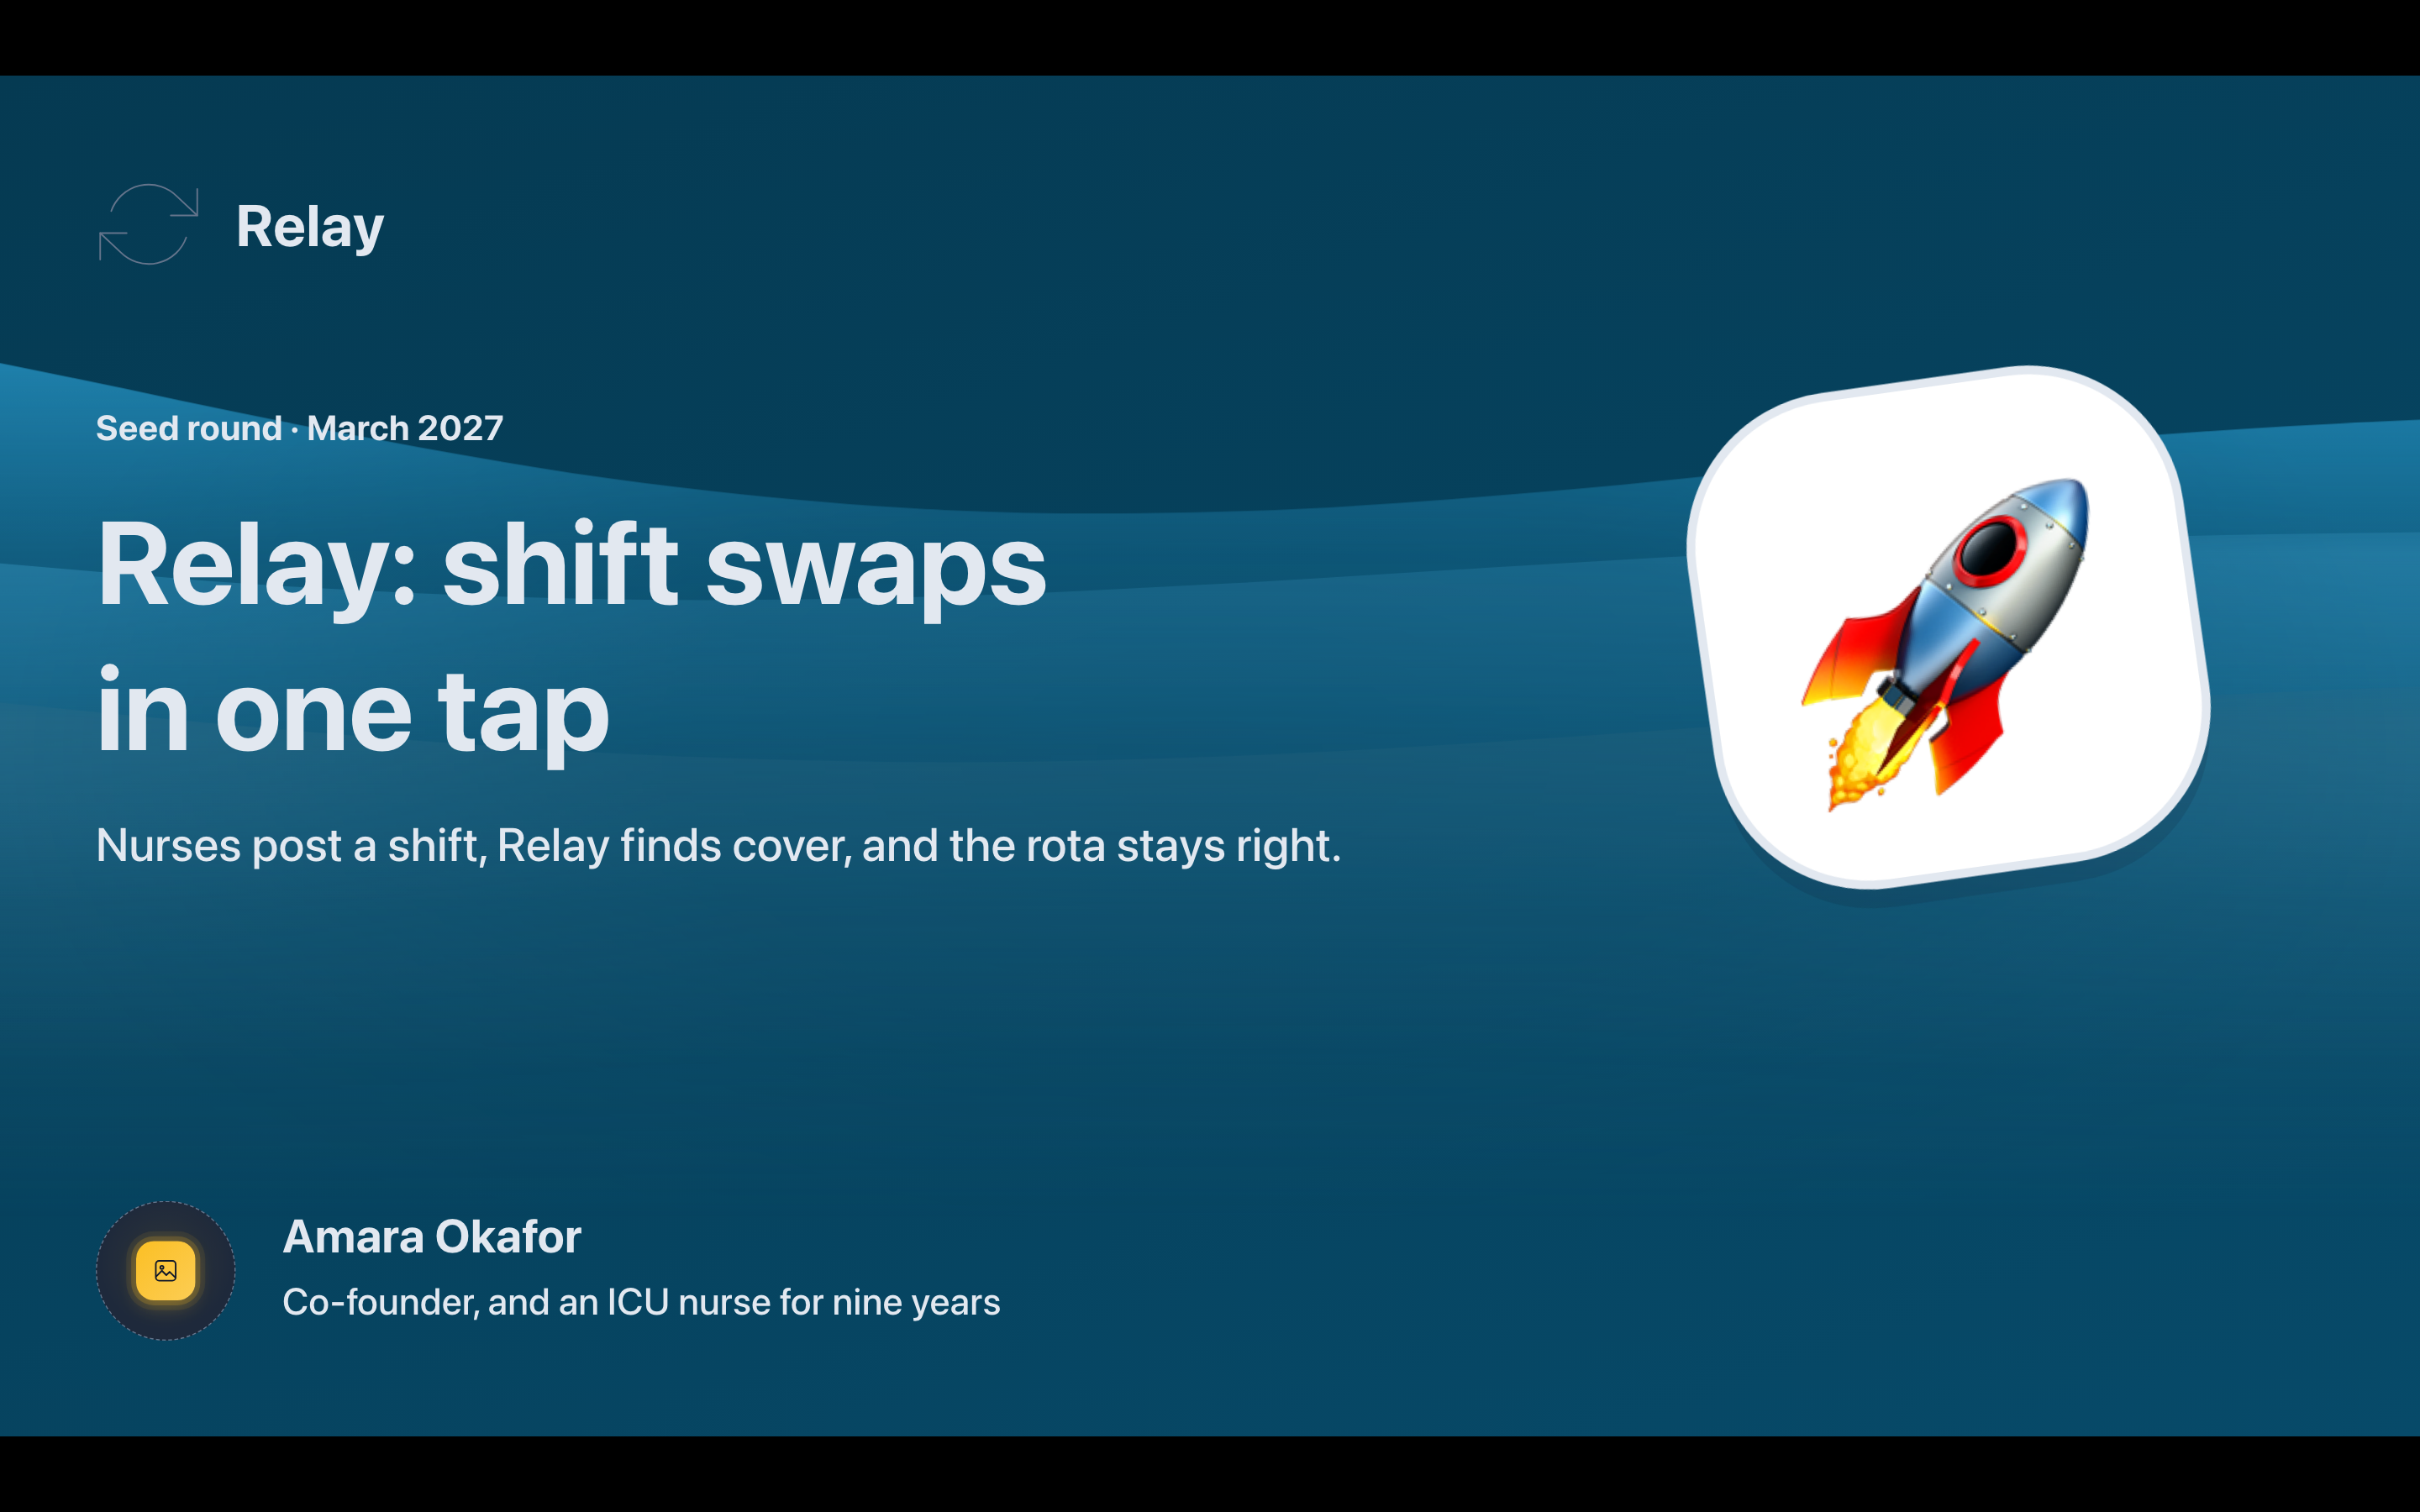 Relay
Seed round · March 2027
Relay: shift swaps
in one tap
Nurses post a shift, Relay finds cover, and the rota stays right.
Amara Okafor
Co-founder, and an ICU nurse for nine years